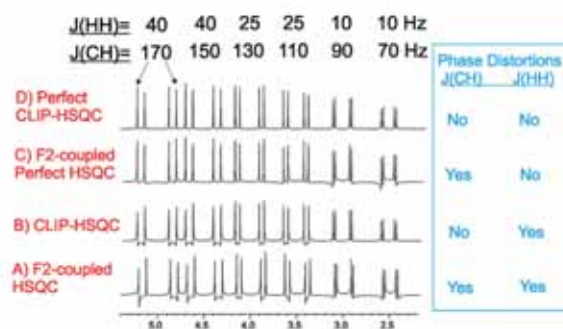 J(HH)= 40 40 25 25 10 10 Hz
J(CH)= 170 150 130 110 90 70 Hz
Phase Distortions
J(CH) J(HH)
D) Perfect
CLIP-HSQC
No No
C) F2-coupled
Perfect HSQC
Yes No
B) CLIP-HSQC
No Yes
A) F2-coupled
HSQC
Yes Yes
5.0 4.5 4.0 3.5 3.0 2.5